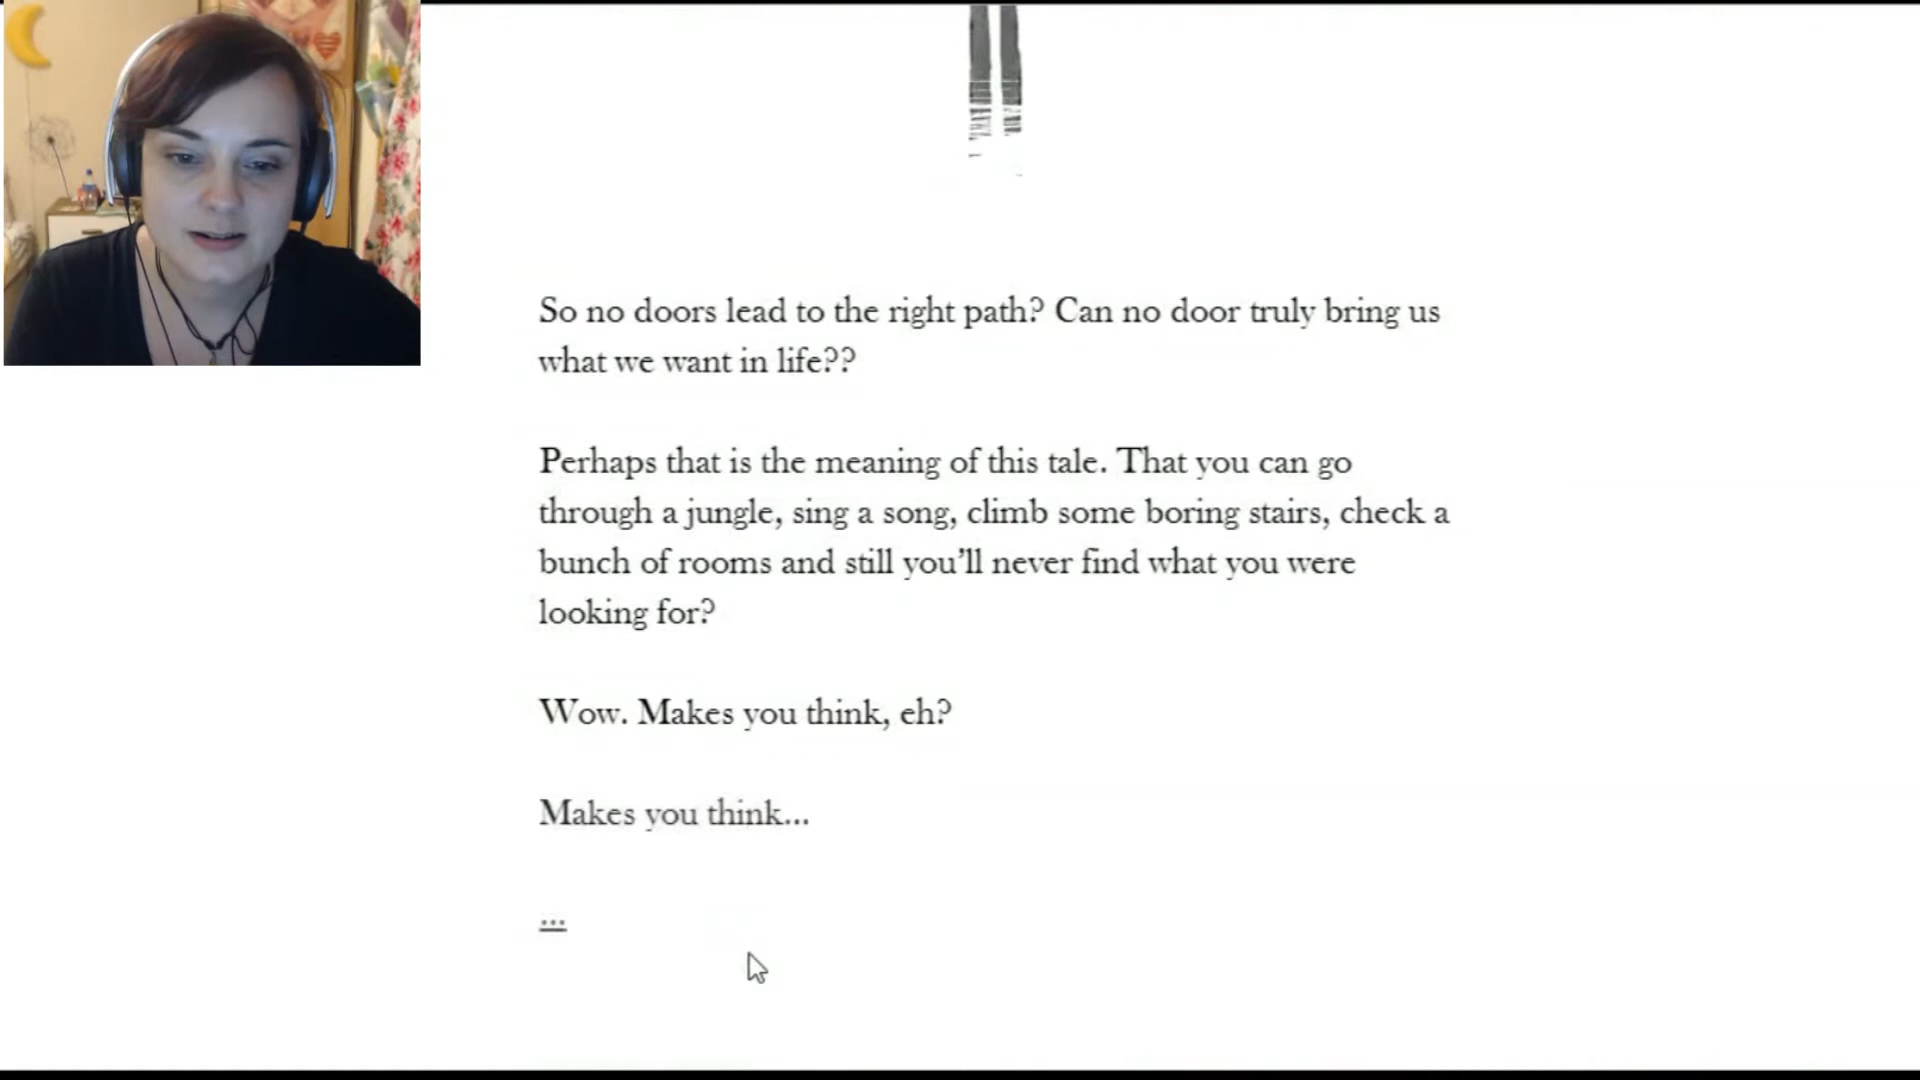 So no doors lead to the right path? Can no door truly bring us
what we want in life??
Perhaps that is the meaning of this tale. That you can go
through a jungle, sing a song, climb some boring stairs, check a
bunch of rooms and still you’ll never find what you were
looking for?
Wow. Makes you think, eh?
Makes you think...
...